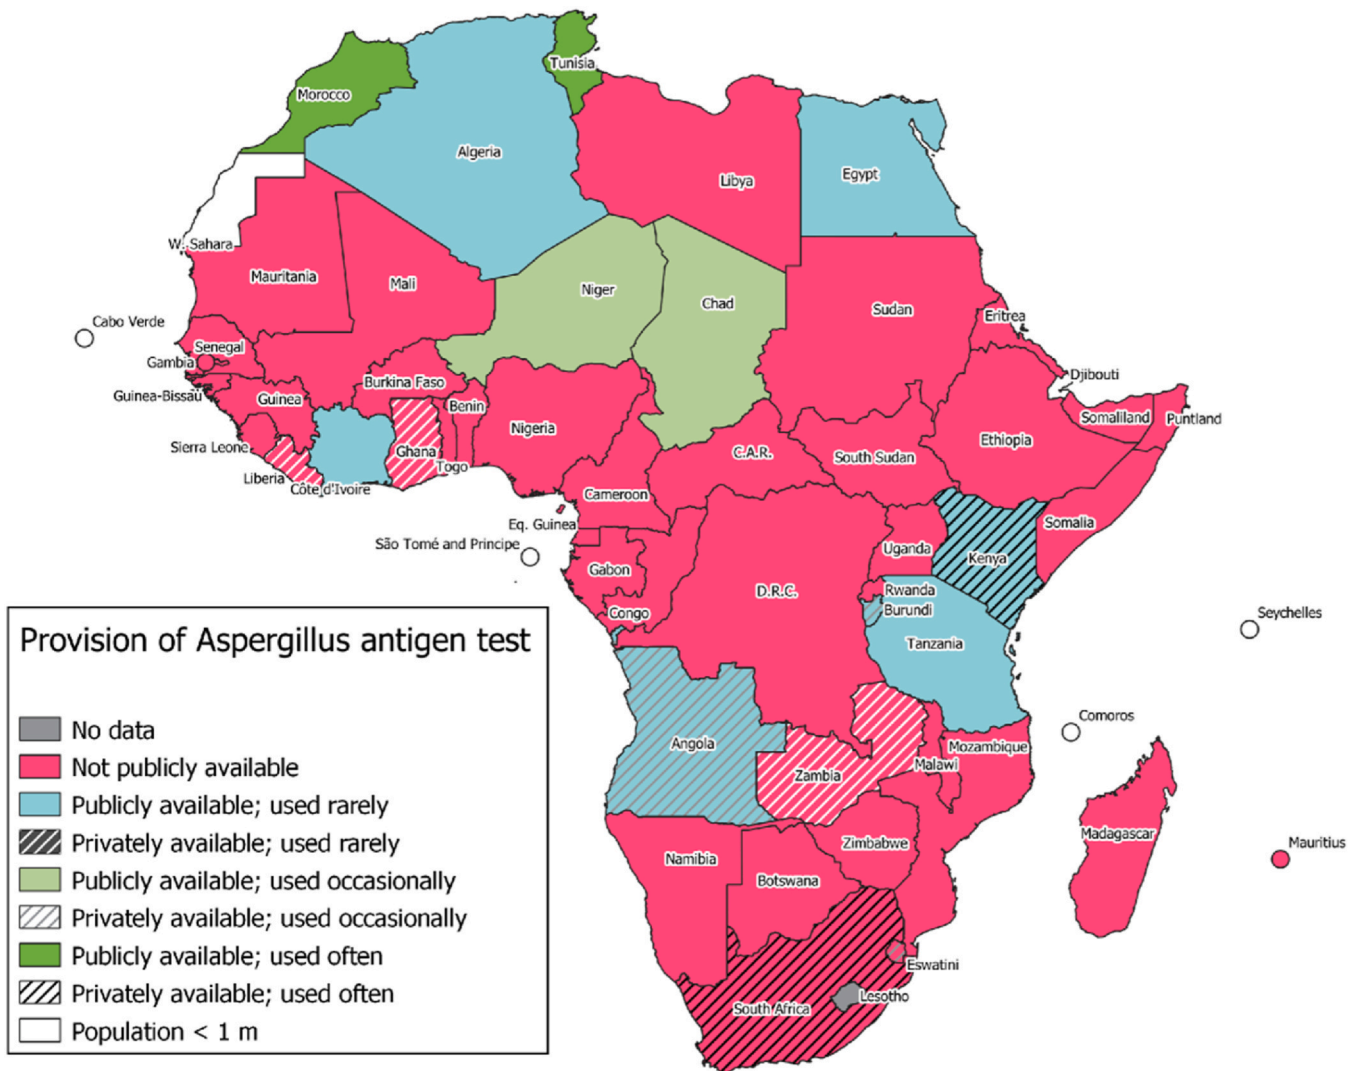 Tunisia
Morocco
Algeria
Libya
Egypt
W. Sahara
Mauritania
Mali
Niger
Chad
Sudan
Eritrea
Cabo Verde
Senegal
Gambia
Djibouti
Burkina Faso
Guinea-Bissau
Guinea
Benin
Somaliland
Puntland
Nigeria
Ethiopia
Sierra Leone
Ghana
C.A.R.
South Sudan
Togo
Liberia
Côte d'Ivoire
Cameroon
Eq. Guinea
Somalia
São Tomé and Principe
Uganda
Kenya
Gabon
D.R.C.
Rwanda
Burundi
Congo
Seychelles
Tanzania
Comoros
Angola
Mozambique
Malawi
Zambia
Madagascar
Mauritius
Zimbabwe
Namibia
Botswana
Eswatini
Lesotho
South Africa
Provision of Aspergillus antigen test
No data
Not publicly available
Publicly available; used rarely
Privately available; used rarely
Publicly available; used occasionally
Privately available; used occasionally
Publicly available; used often
Privately available; used often
Population < 1 m